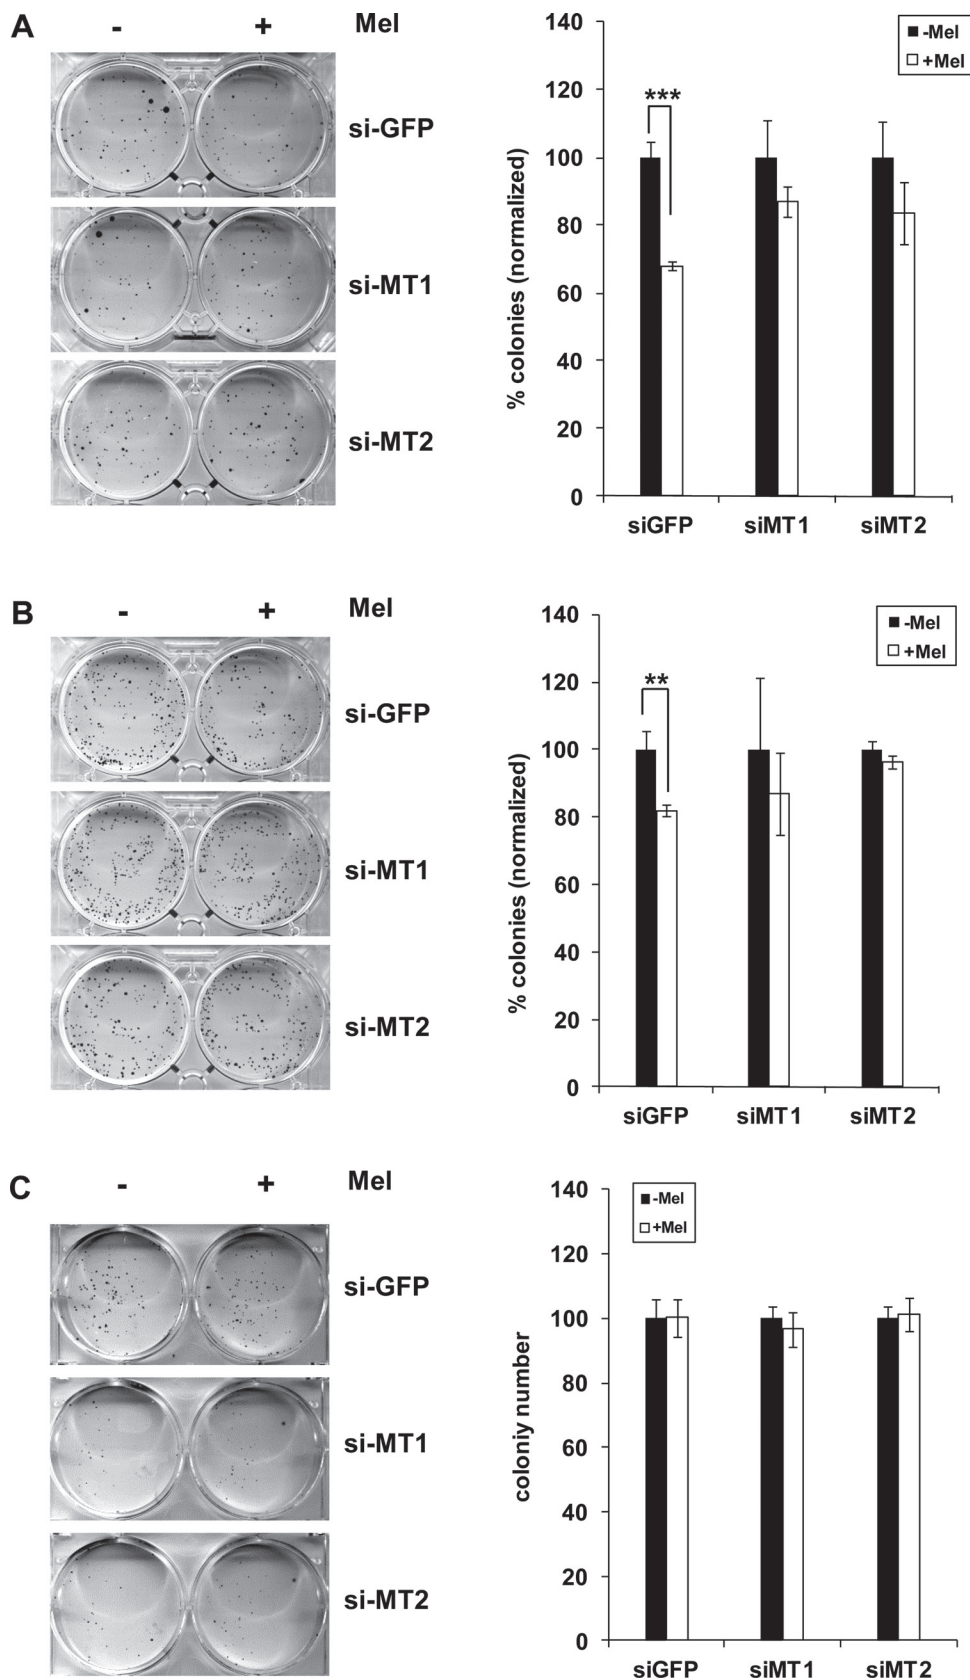 A
- + Mel
si-GFP
si-MT1
si-MT2
% colonies (normalized)
140
120
100
80
60
40
20
0
-Mel
+Mel
***
siGFP siMT1 siMT2
B
- + Mel
si-GFP
si-MT1
si-MT2
% colonies (normalized)
140
120
100
80
60
40
20
0
-Mel
+Mel
**
siGFP siMT1 siMT2
C
- + Mel
si-GFP
si-MT1
si-MT2
coloniy number
140
120
100
80
60
40
20
0
-Mel
+Mel
siGFP siMT1 siMT2